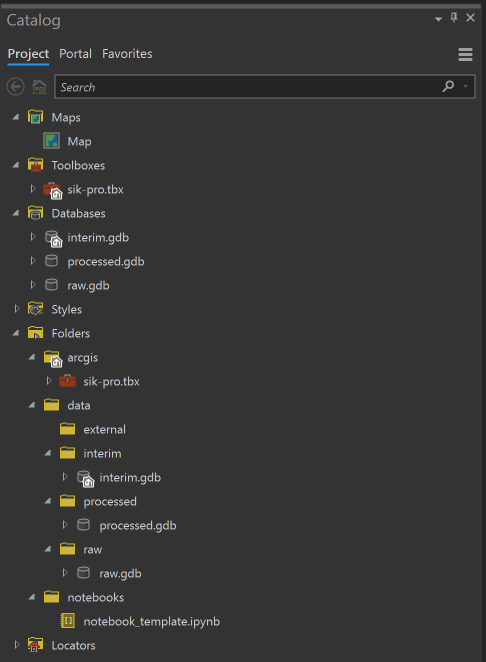 Catalog
Project Portal Favorites
Search
Maps
Map
Toolboxes
sik-pro.tbx
Databases
interim.gdb
processed.gdb
raw.gdb
Styles
Folders
arcgis
sik-pro.tbx
data
external
interim
interim.gdb
processed
processed.gdb
raw
raw.gdb
notebooks
notebook_template.ipynb
Locators